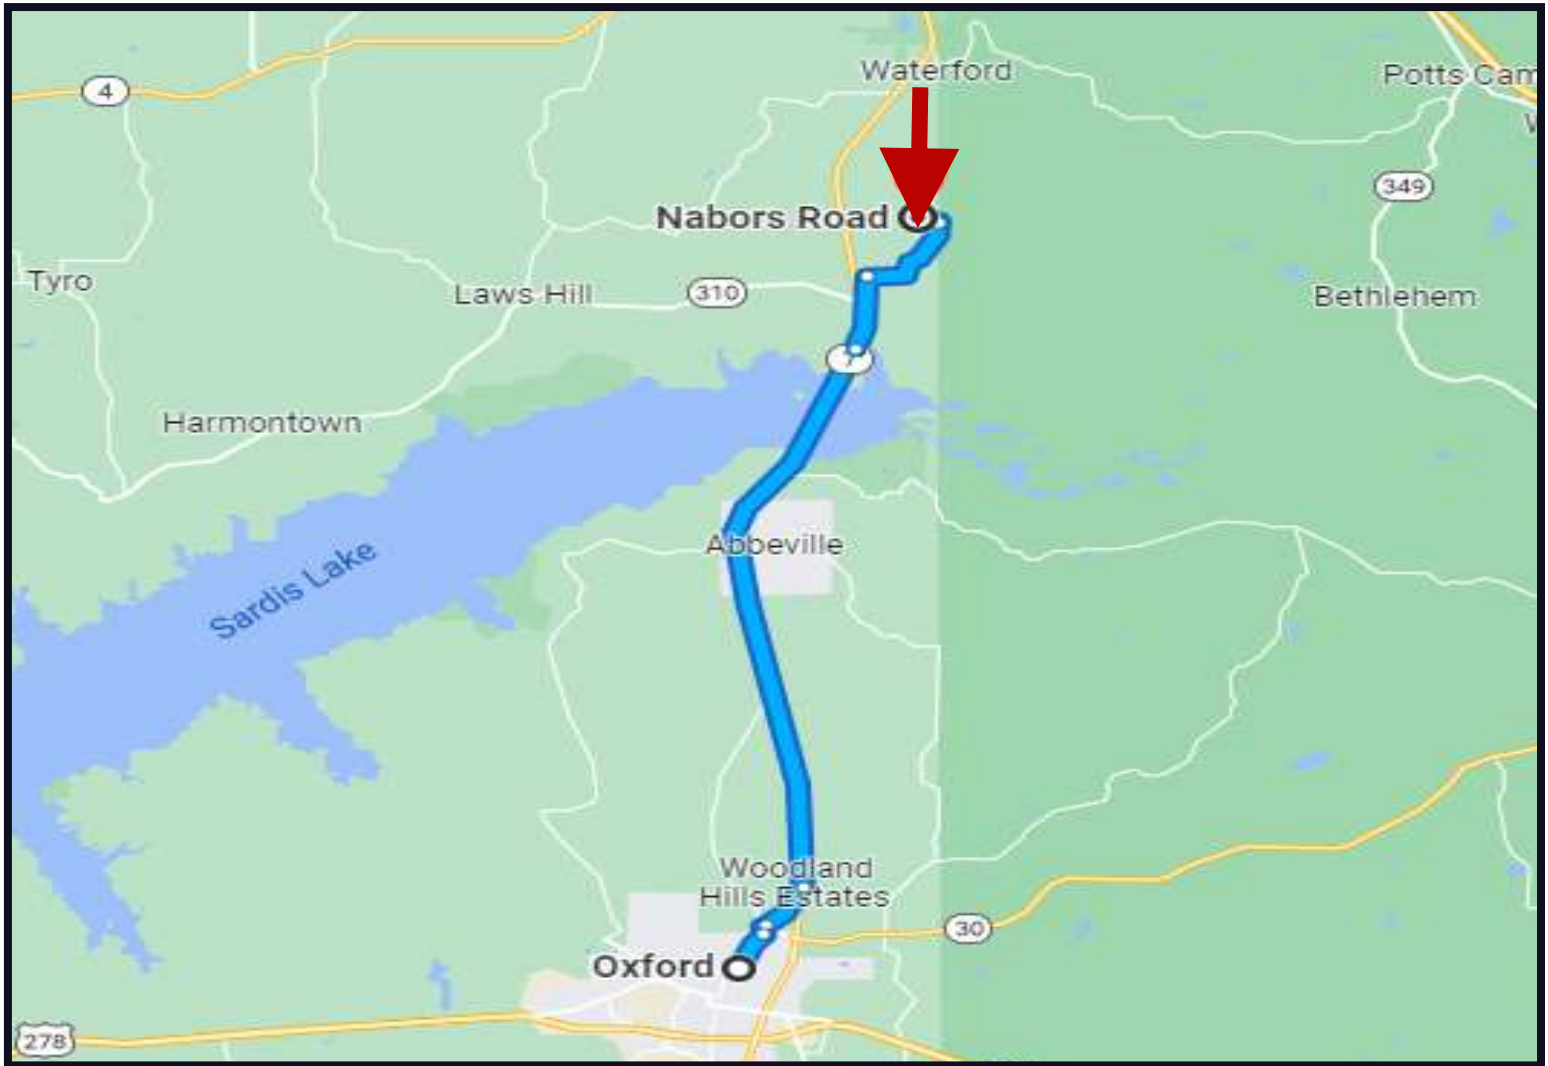 Waterford
Potts Cam
4
349
Nabors Road
Tyro
Laws Hill
310
Bethlehem
7
Harmontown
Abbeville
Sardis Lake
Woodland
Hills Estates
30
Oxford
278